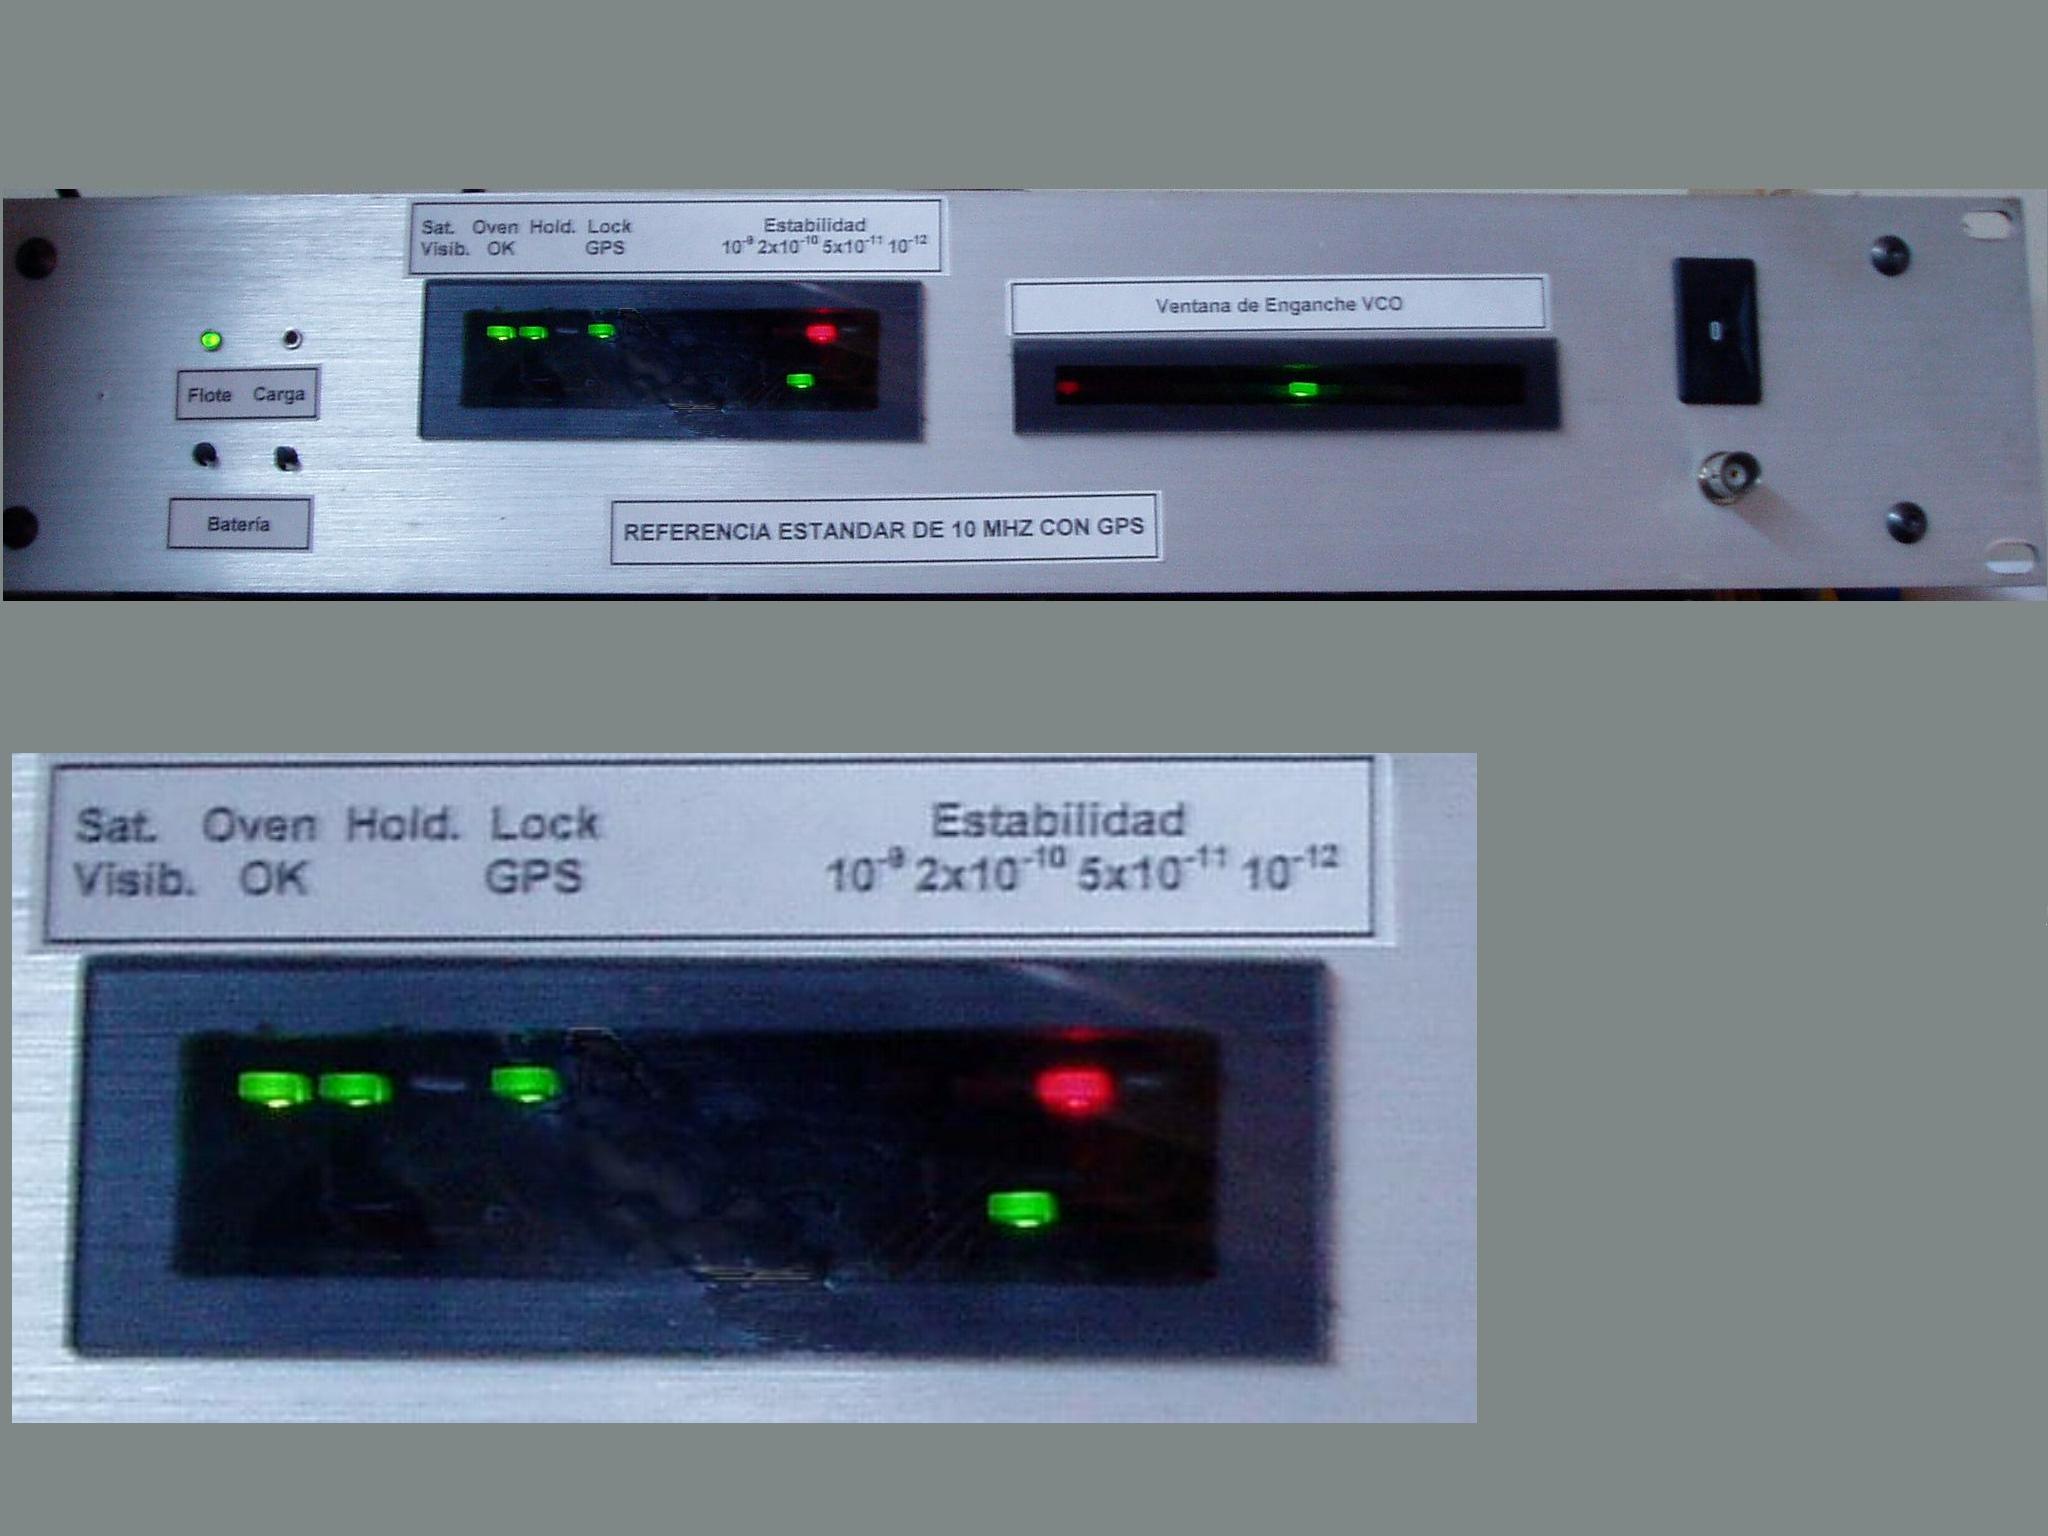 Sat. Oven Hold. Lock Estabilidad
Visib. OK GPS 10⁻⁹ 2x10⁻¹⁰ 5x10⁻¹¹ 10⁻¹²
Ventana de Enganche VCO
Flote Carga
Batería
REFERENCIA ESTANDAR DE 10 MHZ CON GPS
Sat. Oven Hold. Lock Estabilidad
Visib. OK GPS 10⁻⁹ 2x10⁻¹⁰ 5x10⁻¹¹ 10⁻¹²